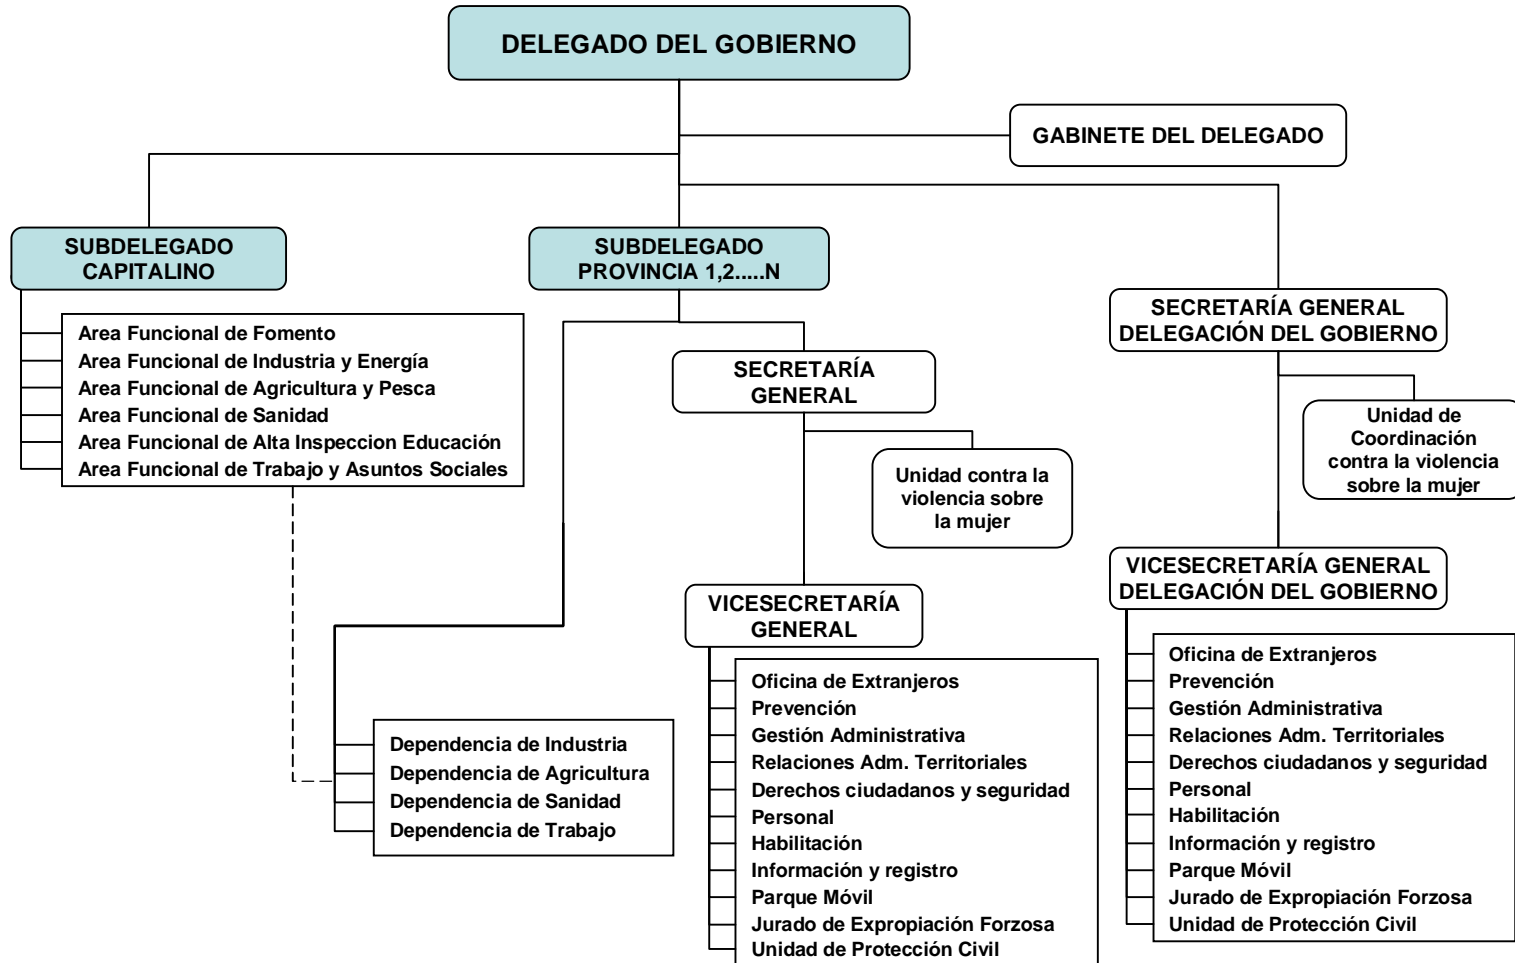 DELEGADO DEL GOBIERNO
GABINETE DEL DELEGADO
SUBDELEGADO
CAPITALINO
Area Funcional de Fomento
Area Funcional de Industria y Energía
Area Funcional de Agricultura y Pesca
Area Funcional de Sanidad
Area Funcional de Alta Inspeccion Educación
Area Funcional de Trabajo y Asuntos Sociales
SUBDELEGADO
PROVINCIA 1,2.....N
SECRETARÍA
GENERAL
Unidad contra la
violencia sobre
la mujer
VICESECRETARÍA
GENERAL
Dependencia de Industria
Dependencia de Agricultura
Dependencia de Sanidad
Dependencia de Trabajo
Oficina de Extranjeros
Prevención
Gestión Administrativa
Relaciones Adm. Territoriales
Derechos ciudadanos y seguridad
Personal
Habilitación
Información y registro
Parque Móvil
Jurado de Expropiación Forzosa
Unidad de Protección Civil
SECRETARÍA GENERAL
DELEGACIÓN DEL GOBIERNO
Unidad de
Coordinación
contra la violencia
sobre la mujer
VICESECRETARÍA GENERAL
DELEGACIÓN DEL GOBIERNO
Oficina de Extranjeros
Prevención
Gestión Administrativa
Relaciones Adm. Territoriales
Derechos ciudadanos y seguridad
Personal
Habilitación
Información y registro
Parque Móvil
Jurado de Expropiación Forzosa
Unidad de Protección Civil